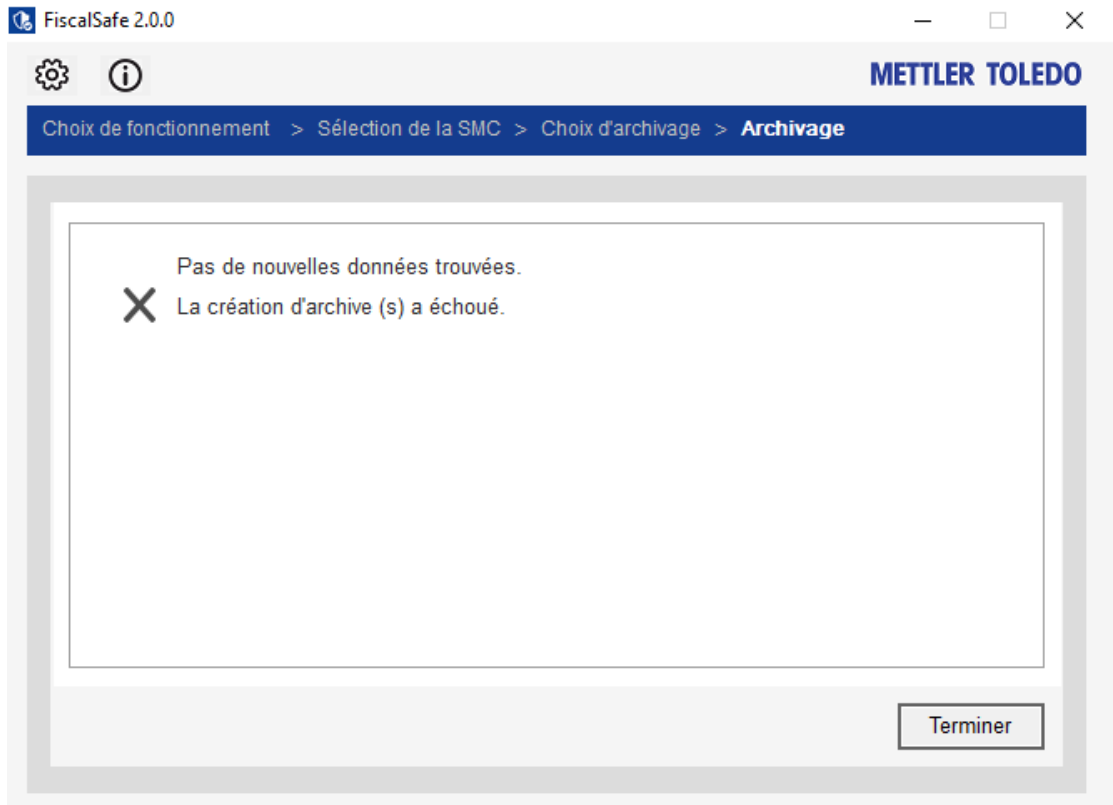 FiscalSafe 2.0.0
METTLER TOLEDO
Choix de fonctionnement > Sélection de la SMC > Choix d'archivage > Archivage
Pas de nouvelles données trouvées.
La création d'archive (s) a échoué.
Terminer